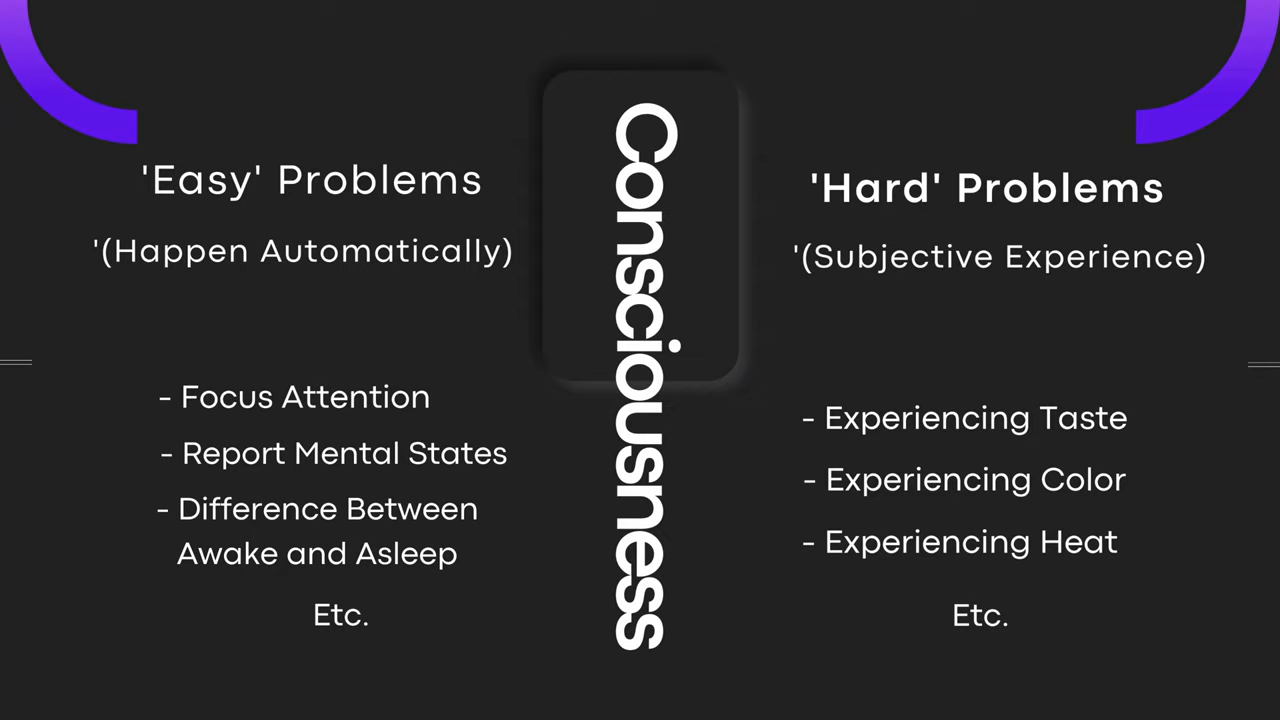 'Easy' Problems
'(Happen Automatically)
- Focus Attention
- Report Mental States
- Difference Between
Awake and Asleep
Etc.
Consciousness
'Hard' Problems
'(Subjective Experience)
- Experiencing Taste
- Experiencing Color
- Experiencing Heat
Etc.